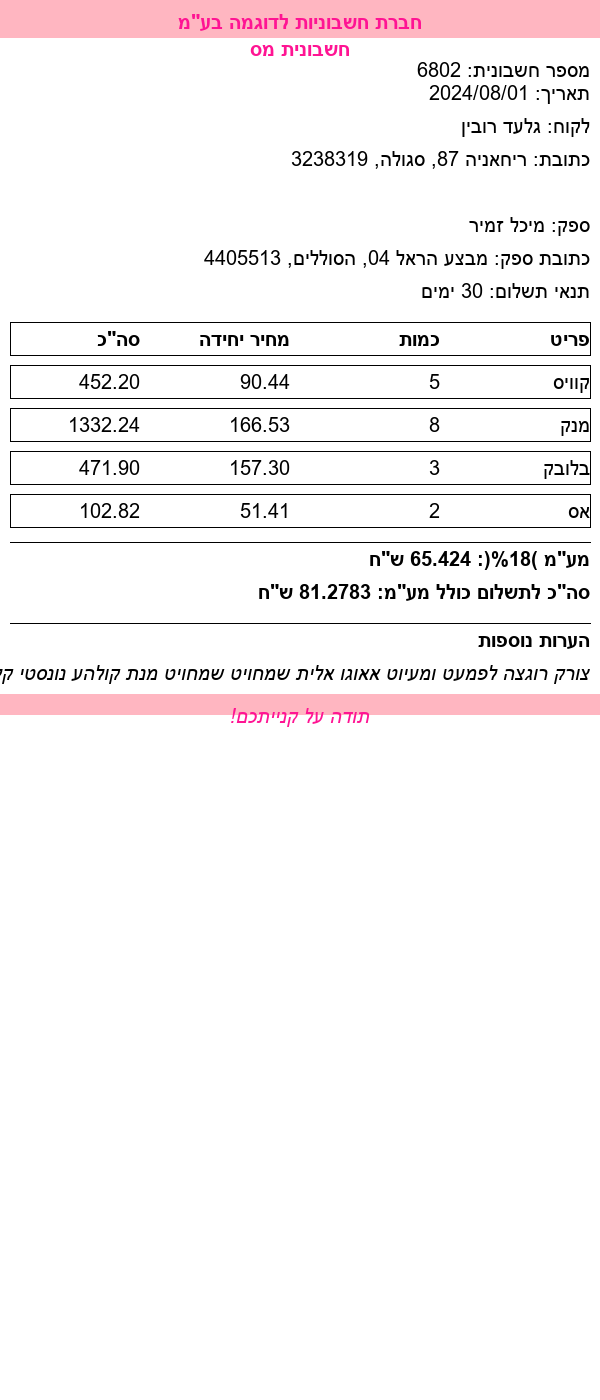 חברת חשבוניות לדוגמה בע"מ
חשבונית מס
מספר חשבונית: 6802
תאריך: 2024/08/01
לקוח: גלעד רובין
כתובת: ריחאניה 87, סגולה, 3238319
ספק: מיכל זמיר
כתובת ספק: מבצע הראל 04, הסוללים, 4405513
תנאי תשלום: 30 ימים
פריט כמות מחיר יחידה סה"כ
קוויס 5 90.44 452.20
מנק 8 166.53 1332.24
בלובק 3 157.30 471.90
אס 2 51.41 102.82
מע"מ )18%(: 65.424 ש"ח
סה"כ לתשלום כולל מע"מ: 81.2783 ש"ח
הערות נוספות
צורק רוגצה לפמעט ומעיוט אאוגו אלית שמחויט שמחויט מנת קולהע נונסטי
תודה על קנייתכם!